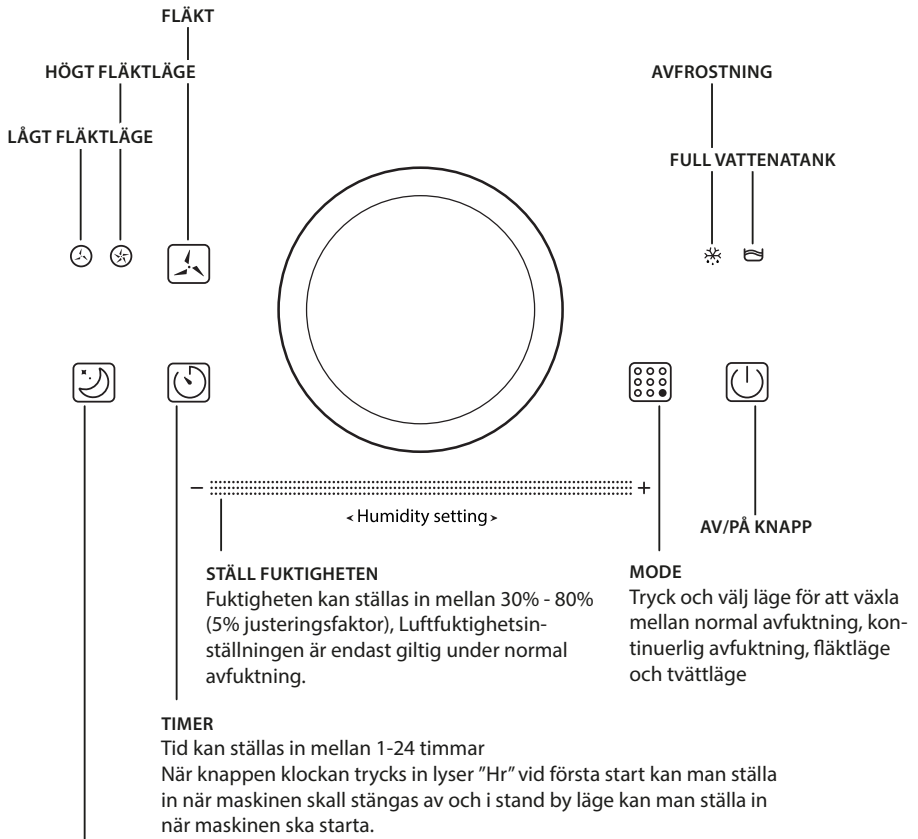 FLÄKT
HÖGT FLÄKTLÄGE
AVFROSTNING
LÅGT FLÄKTLÄGE
FULL VATTENATANK
− +
< Humidity setting >
AV/PÅ KNAPP
STÄLL FUKTIGHETEN
Fuktigheten kan ställas in mellan 30% - 80%
(5% justeringsfaktor), Luftfuktighetsin-
ställningen är endast giltig under normal
avfuktning.
MODE
Tryck och välj läge för att växla
mellan normal avfuktning, kon-
tinuerlig avfuktning, fläktläge
och tvättläge
TIMER
Tid kan ställas in mellan 1-24 timmar
När knappen klockan trycks in lyser ”Hr” vid första start kan man ställa
in när maskinen skall stängas av och i stand by läge kan man ställa in
när maskinen ska starta.